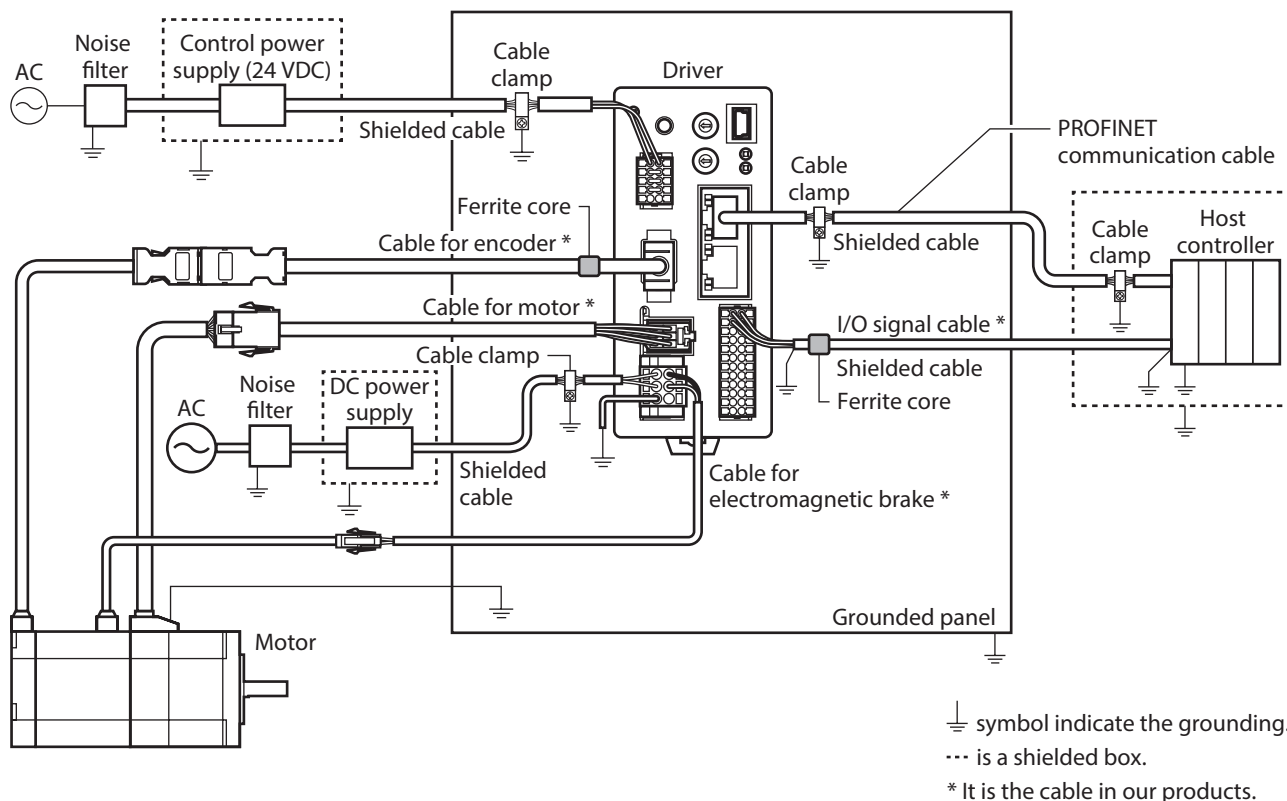 AC
Noise
filter
Control power
supply (24 VDC)
Shielded cable
Cable
clamp
Driver
PROFINET
communication cable
Cable
clamp
Shielded cable
Cable
clamp
Host
controller
Ferrite core
Cable for encoder *
Cable for motor *
I/O signal cable *
Shielded cable
Ferrite core
Cable clamp
AC
Noise
filter
DC power
supply
Shielded
cable
Cable for
electromagnetic brake *
Grounded panel
Motor
symbol indicate the grounding.
is a shielded box.
* It is the cable in our products.